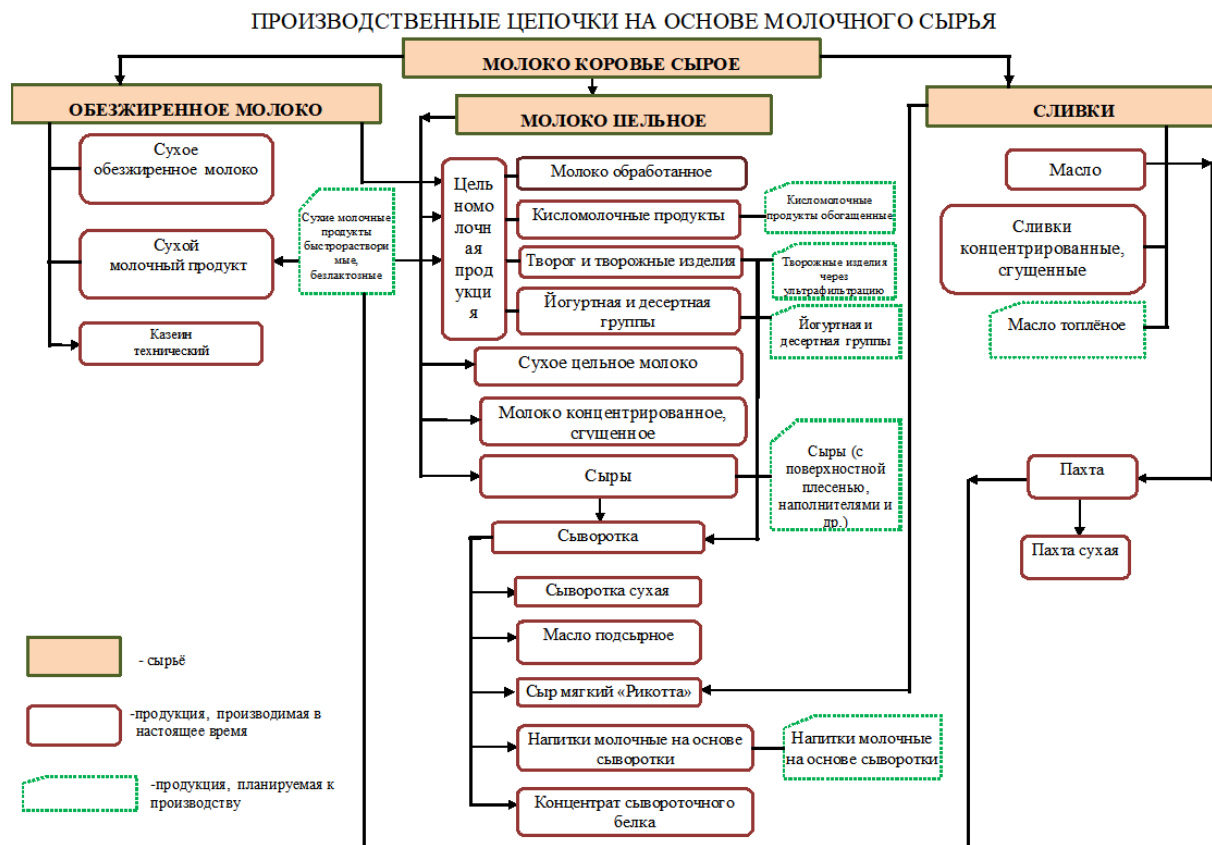 ПРОИЗВОДСТВЕННЫЕ ЦЕПОЧКИ НА ОСНОВЕ МОЛОЧНОГО СЫРЬЯ
МОЛОКО КОРОВЬЕ СЫРОЕ
ОБЕЗЖИРЕННОЕ МОЛОКО
МОЛОКО ЦЕЛЬНОЕ
СЛИВКИ
Сухое
обезжиренное молоко
Сухой
молочный продукт
Казеин
технический
Сухие молочные
продукты
быстрораствори
мые,
безлактозные
Цель
номо
лочн
ая
прод
укци
я
Молоко обработанное
Кисломолочные продукты
Творог и творожные изделия
Йогуртная и десертная
группы
Кисломолочные
продукты обогащенные
Творожные изделия
через
ультрафильтрацию
Йогуртная и
десертная группы
Сухое цельное молоко
Молоко концентрированное,
сгущенное
Сыры
Сыры (с
поверхностной
плесенью,
наполнителями и
др.)
Сыворотка
Сыворотка сухая
Масло подсырное
Сыр мягкий «Рикотта»
Напитки молочные на основе
сыворотки
Напитки молочные
на основе сыворотки
Концентрат сывороточного
белка
Масло
Сливки
концентрированные,
сгущенные
Масло топлёное
Пахта
Пахта сухая
- сырьё
-продукция, производимая в
настоящее время
-продукция, планируемая к
производству